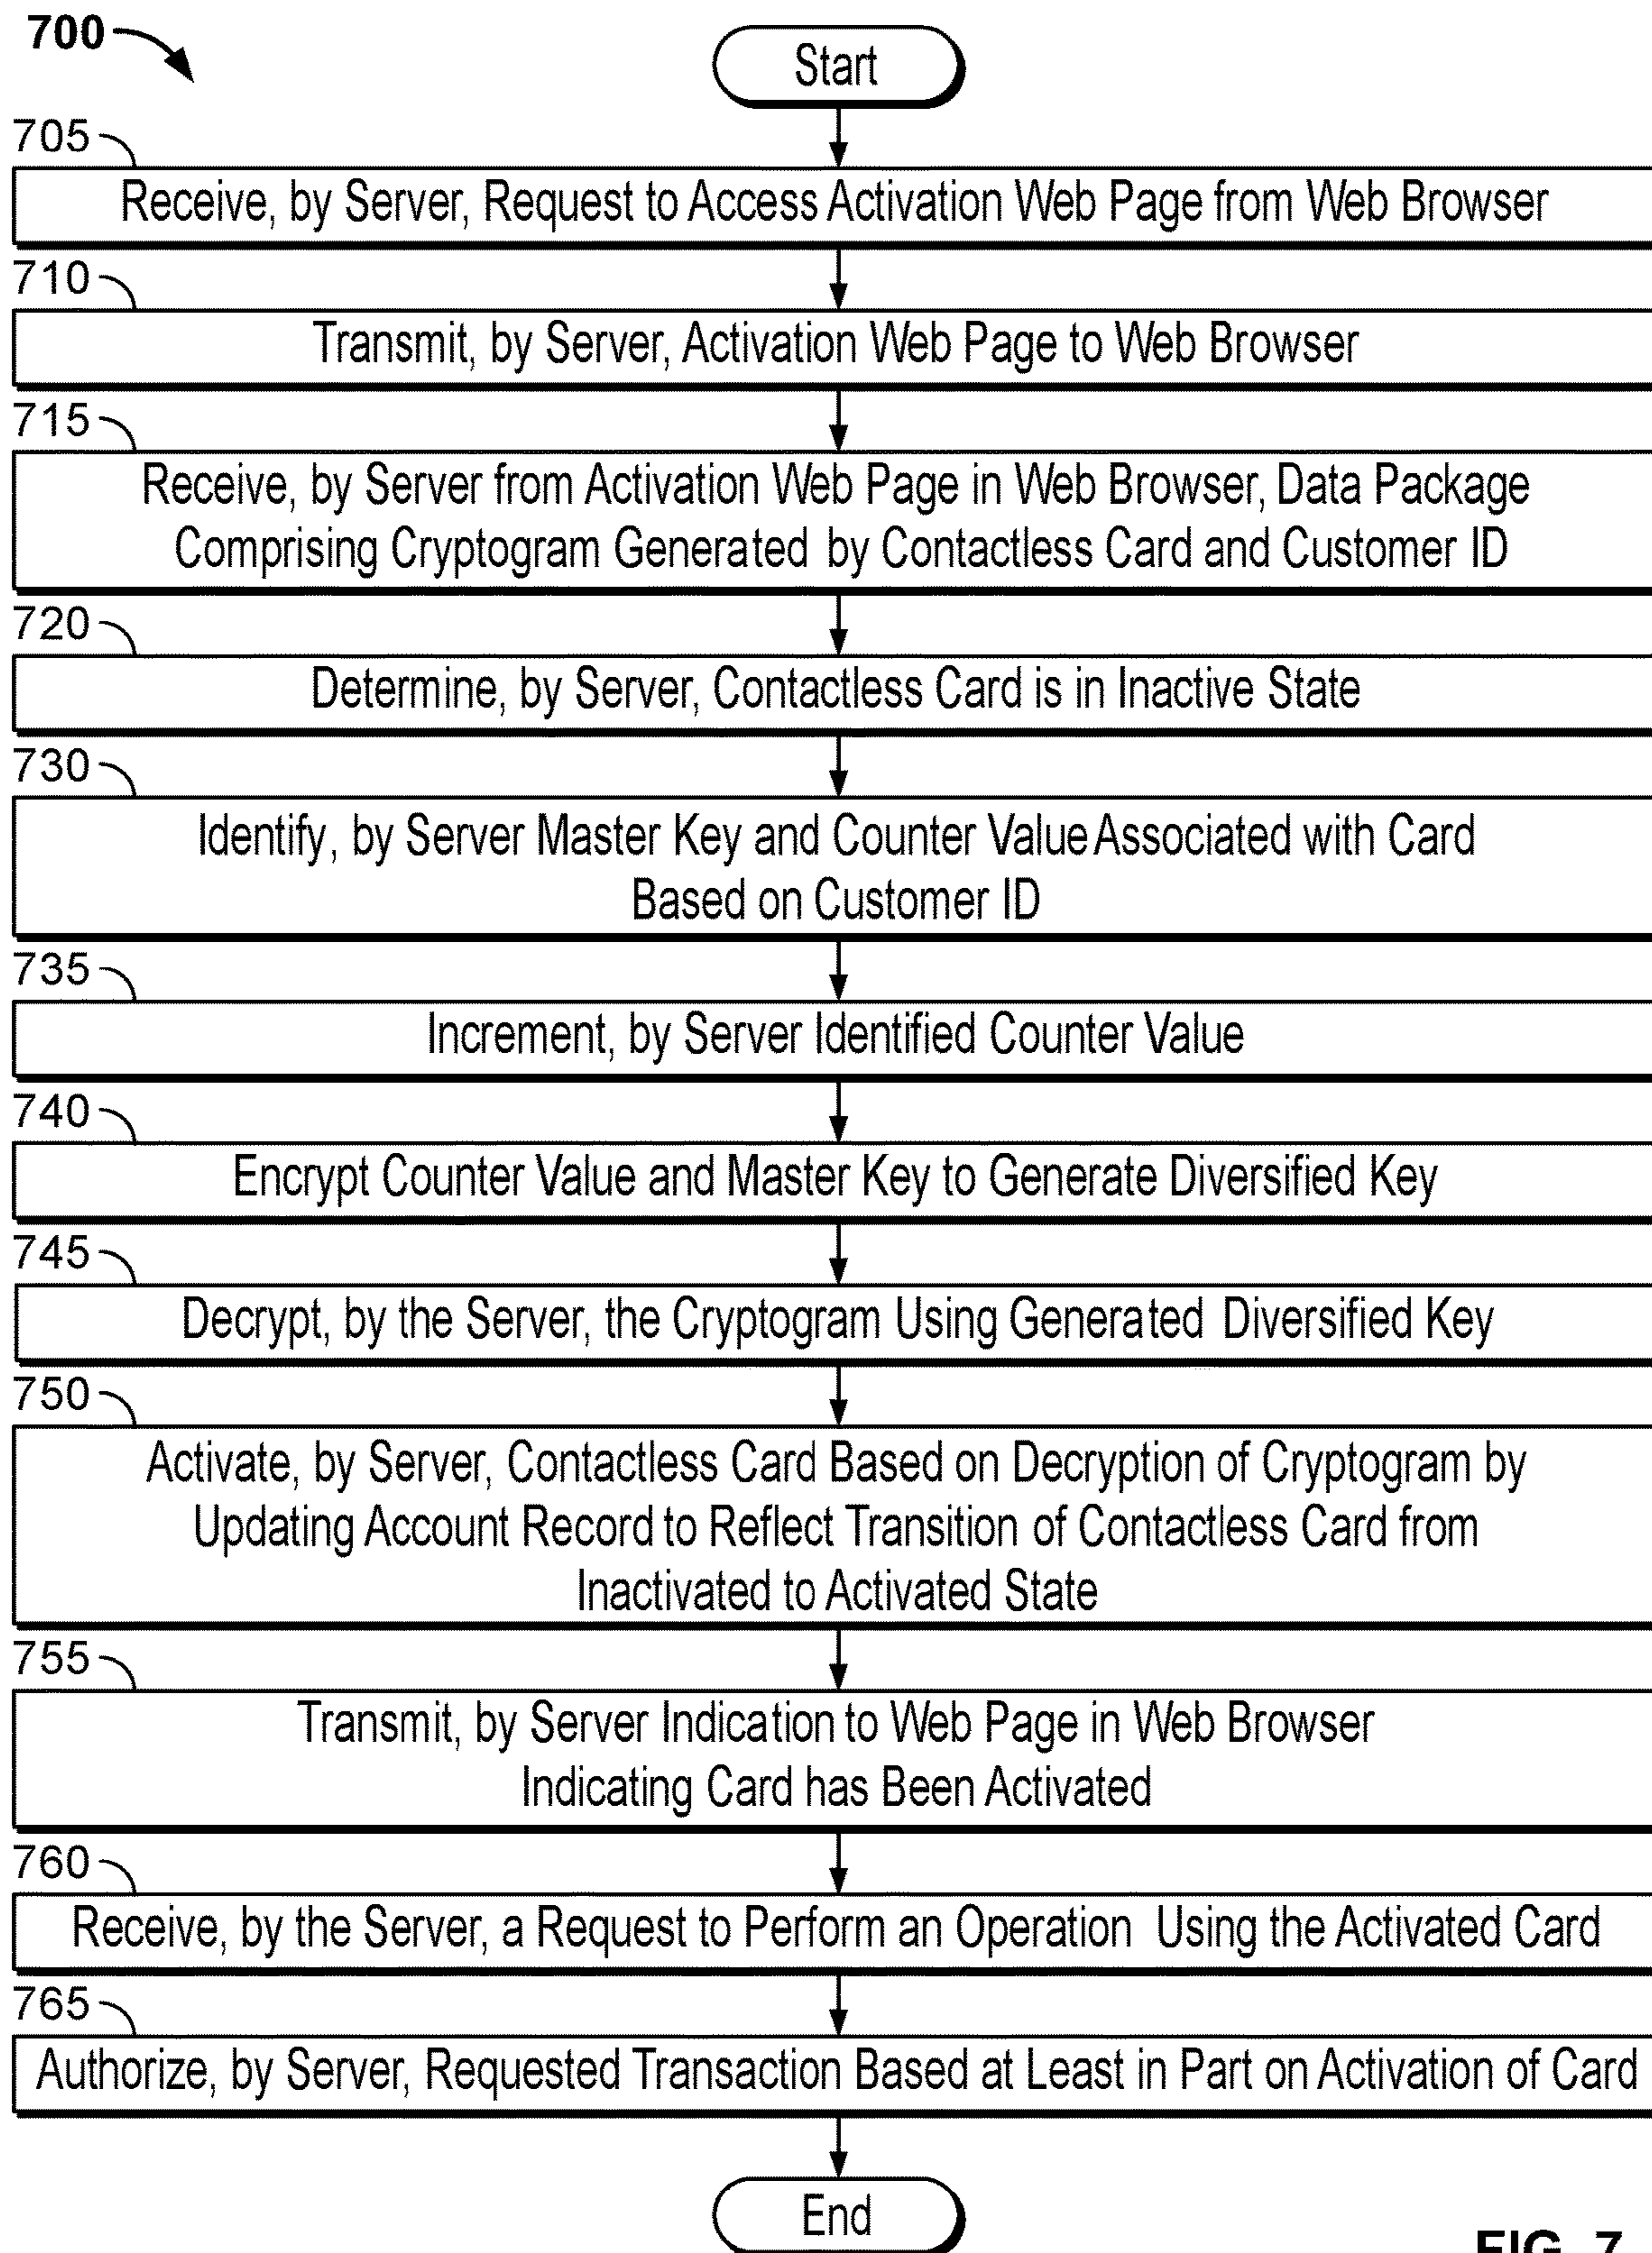 700
Start
705
Receive, by Server, Request to Access Activation Web Page from Web Browser
710
Transmit, by Server, Activation Web Page to Web Browser
715
Receive, by Server from Activation Web Page in Web Browser, Data Package
Comprising Cryptogram Generated by Contactless Card and Customer ID
720
Determine, by Server, Contactless Card is in Inactive State
730
Identify, by Server Master Key and Counter Value Associated with Card
Based on Customer ID
735
Increment, by Server Identified Counter Value
740
Encrypt Counter Value and Master Key to Generate Diversified Key
745
Decrypt, by the Server, the Cryptogram Using Generated Diversified Key
750
Activate, by Server, Contactless Card Based on Decryption of Cryptogram by
Updating Account Record to Reflect Transition of Contactless Card from
Inactivated to Activated State
755
Transmit, by Server Indication to Web Page in Web Browser
Indicating Card has Been Activated
760
Receive, by the Server, a Request to Perform an Operation Using the Activated Card
765
Authorize, by Server, Requested Transaction Based at Least in Part on Activation of Card
End
FIG. 7